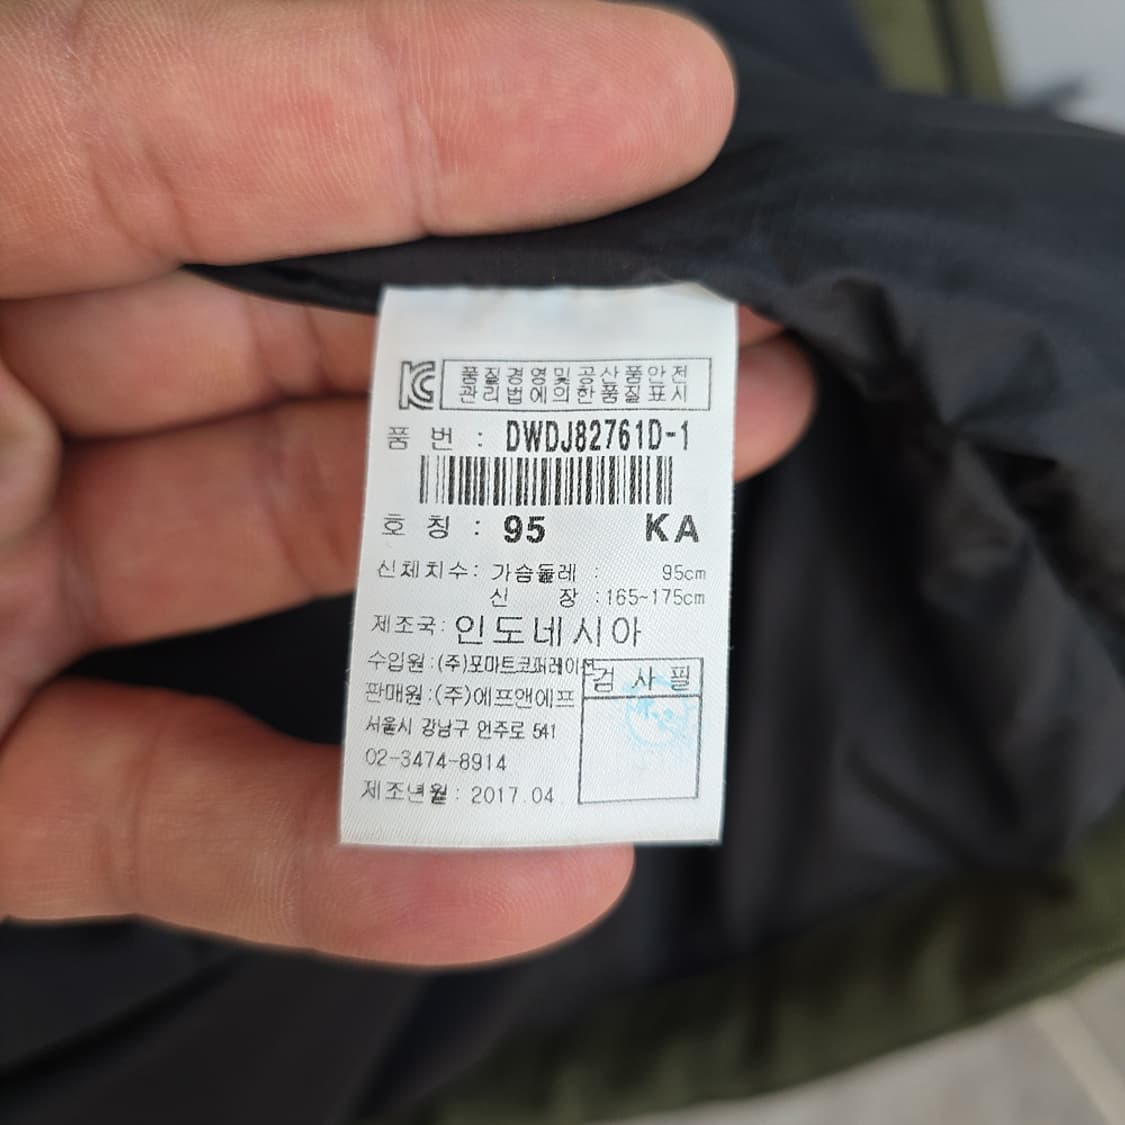 KC 품질경영및공산품안전
관리법에의한품질표시
품 번 : DWDJ82761D-1
호 칭 : 95 KA
신체치수: 가슴둘레 : 95cm
신 장 :165~175cm
제조국: 인도네시아
수입원:(주)포마트코퍼레이션
검 사 필
판매원:(주)에프앤에프
서울시 강남구 언주로 541
02-3474-8914
제조년월: 2017.04